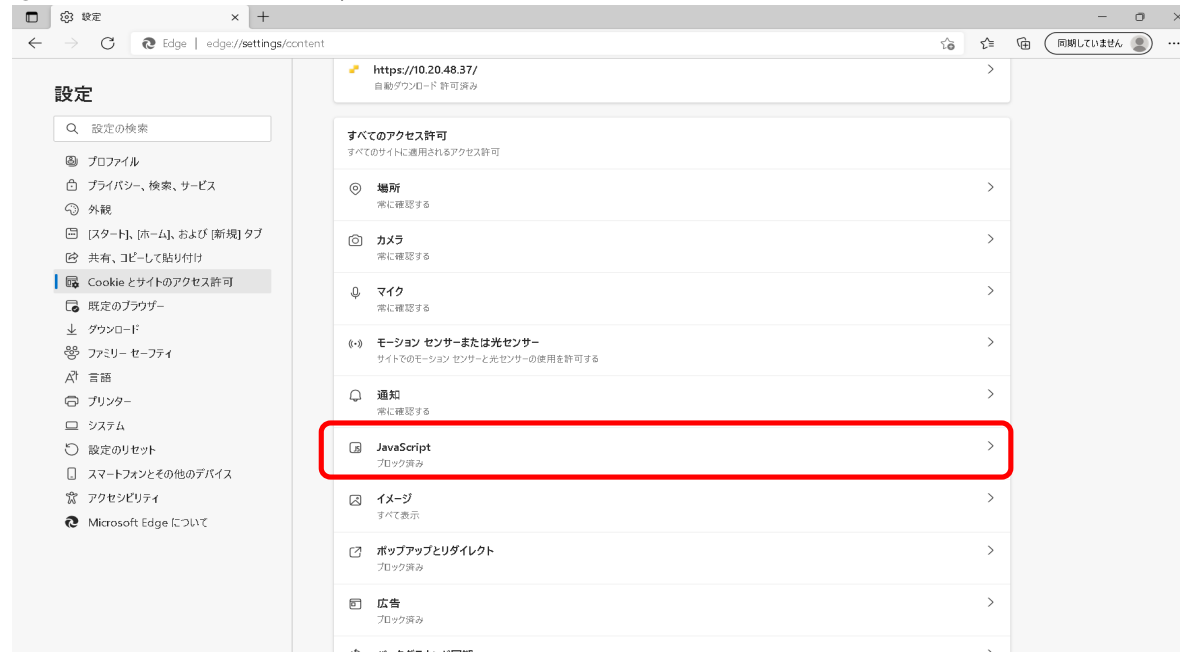 設定
Edge | edge://settings/content
同期していません
設定
設定の検索
プロファイル
プライバシー、検索、サービス
外観
[スタート]、[ホーム]、および [新規] タブ
共有、コピーして貼り付け
Cookie とサイトのアクセス許可
既定のブラウザー
ダウンロード
ファミリー セーフティ
言語
プリンター
システム
設定のリセット
スマートフォンとその他のデバイス
アクセシビリティ
Microsoft Edge について
https://10.20.48.37/
自動ダウンロード 許可済み
すべてのアクセス許可
すべてのサイトに適用されるアクセス許可
場所
常に確認する
カメラ
常に確認する
マイク
常に確認する
モーション センサーまたは光センサー
サイトでのモーション センサーと光センサーの使用を許可する
通知
常に確認する
JavaScript
ブロック済み
イメージ
すべて表示
ポップアップとリダイレクト
ブロック済み
広告
ブロック済み